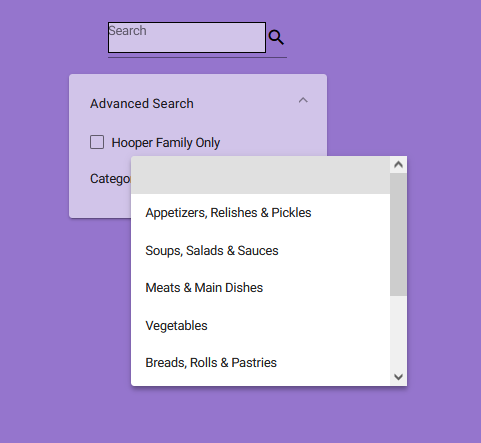 Search
Advanced Search
Hooper Family Only
Appetizers, Relishes & Pickles
Soups, Salads & Sauces
Meats & Main Dishes
Vegetables
Breads, Rolls & Pastries